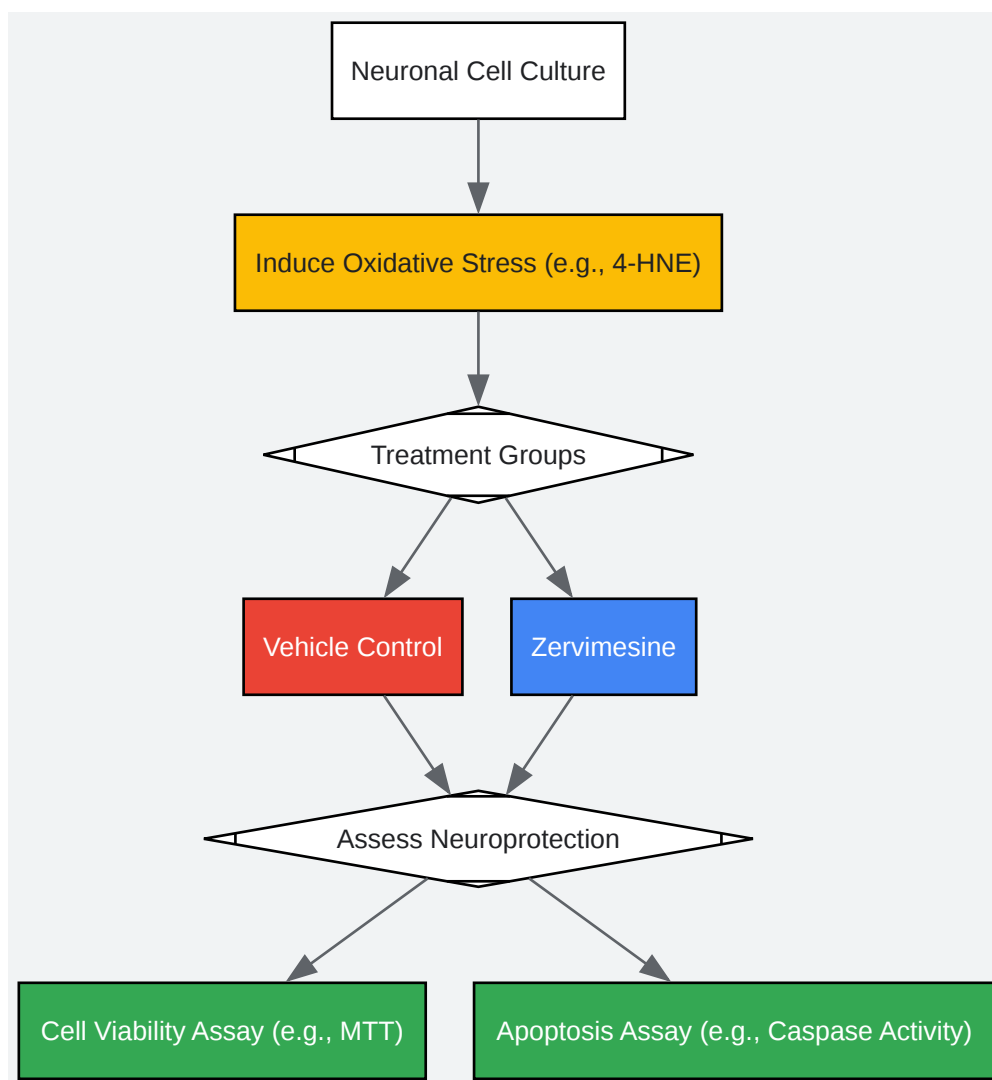 Neuronal Cell Culture
Induce Oxidative Stress (e.g., 4-HNE)
Treatment Groups
Vehicle Control
Zervimesine
Assess Neuroprotection
Cell Viability Assay (e.g., MTT)
Apoptosis Assay (e.g., Caspase Activity)